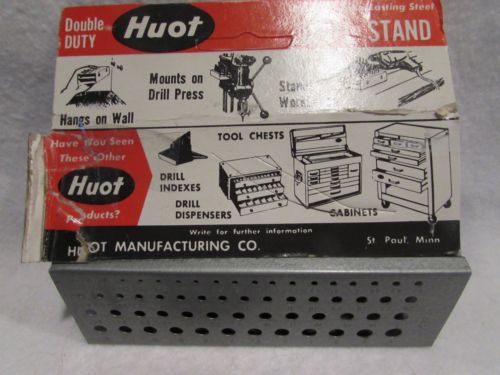 Double
DUTY
Huot
Lasting Steel
STAND
Mounts on
Drill Press
Hangs on Wall
Have You Seen
These Other
Huot
Products?
TOOL CHESTS
DRILL
INDEXES
DRILL
DISPENSERS
CABINETS
Write for further information
HUOT MANUFACTURING CO.
St. Paul, Minn